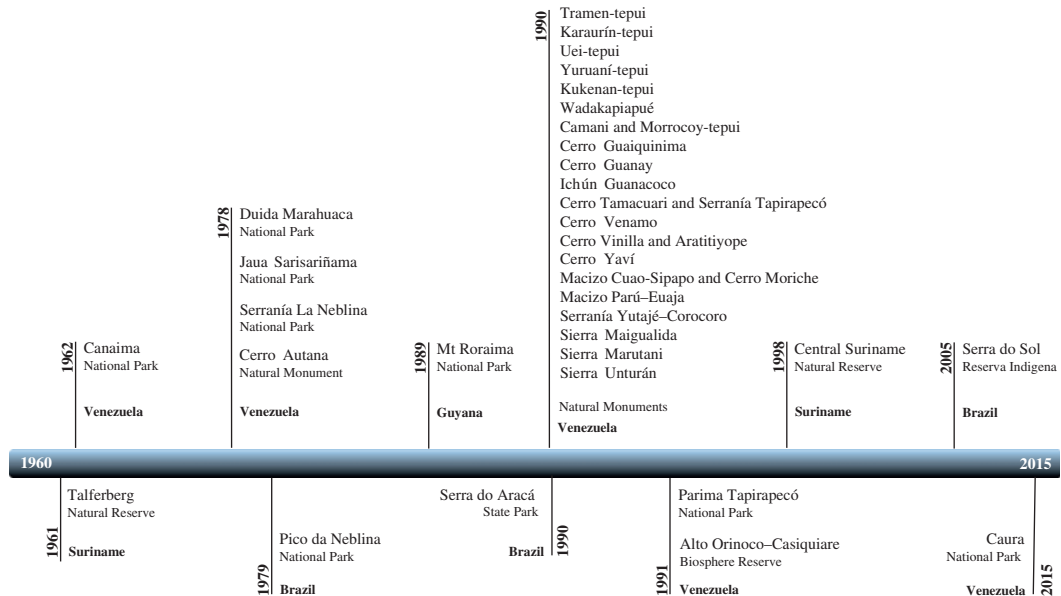 1990
Tramen-tepui
Karaurín-tepui
Uei-tepui
Yuruaní-tepui
Kukenan-tepui
Wadakapiapué
Camani and Morrocoy-tepui
Cerro Guaiquinima
Cerro Guanay
Ichún Guanacoco
Cerro Tamacuari and Serranía Tapirapecó
Cerro Venamo
Cerro Vinilla and Aratitiyope
Cerro Yaví
Macizo Cuao-Sipapo and Cerro Moriche
Macizo Parú–Euaja
Serranía Yutajé–Corocoro
Sierra Maigualida
Sierra Marutani
Sierra Unturán
Natural Monuments
Venezuela
1962
Canaima
National Park
Venezuela
1978
Duida Marahuaca
National Park
Jaua Sarisariñama
National Park
Serranía La Neblina
National Park
Cerro Autana
Natural Monument
Venezuela
1989
Mt Roraima
National Park
Guyana
1998
Central Suriname
Natural Reserve
Suriname
2005
Serra do Sol
Reserva Indigena
Brazil
1960
2015
1961
Talferberg
Natural Reserve
Suriname
1979
Pico da Neblina
National Park
Brazil
Serra do Aracá
State Park
Brazil
1990
1991
Parima Tapirapecó
National Park
Alto Orinoco–Casiquiare
Biosphere Reserve
Venezuela
Caura
National Park
Venezuela
2015